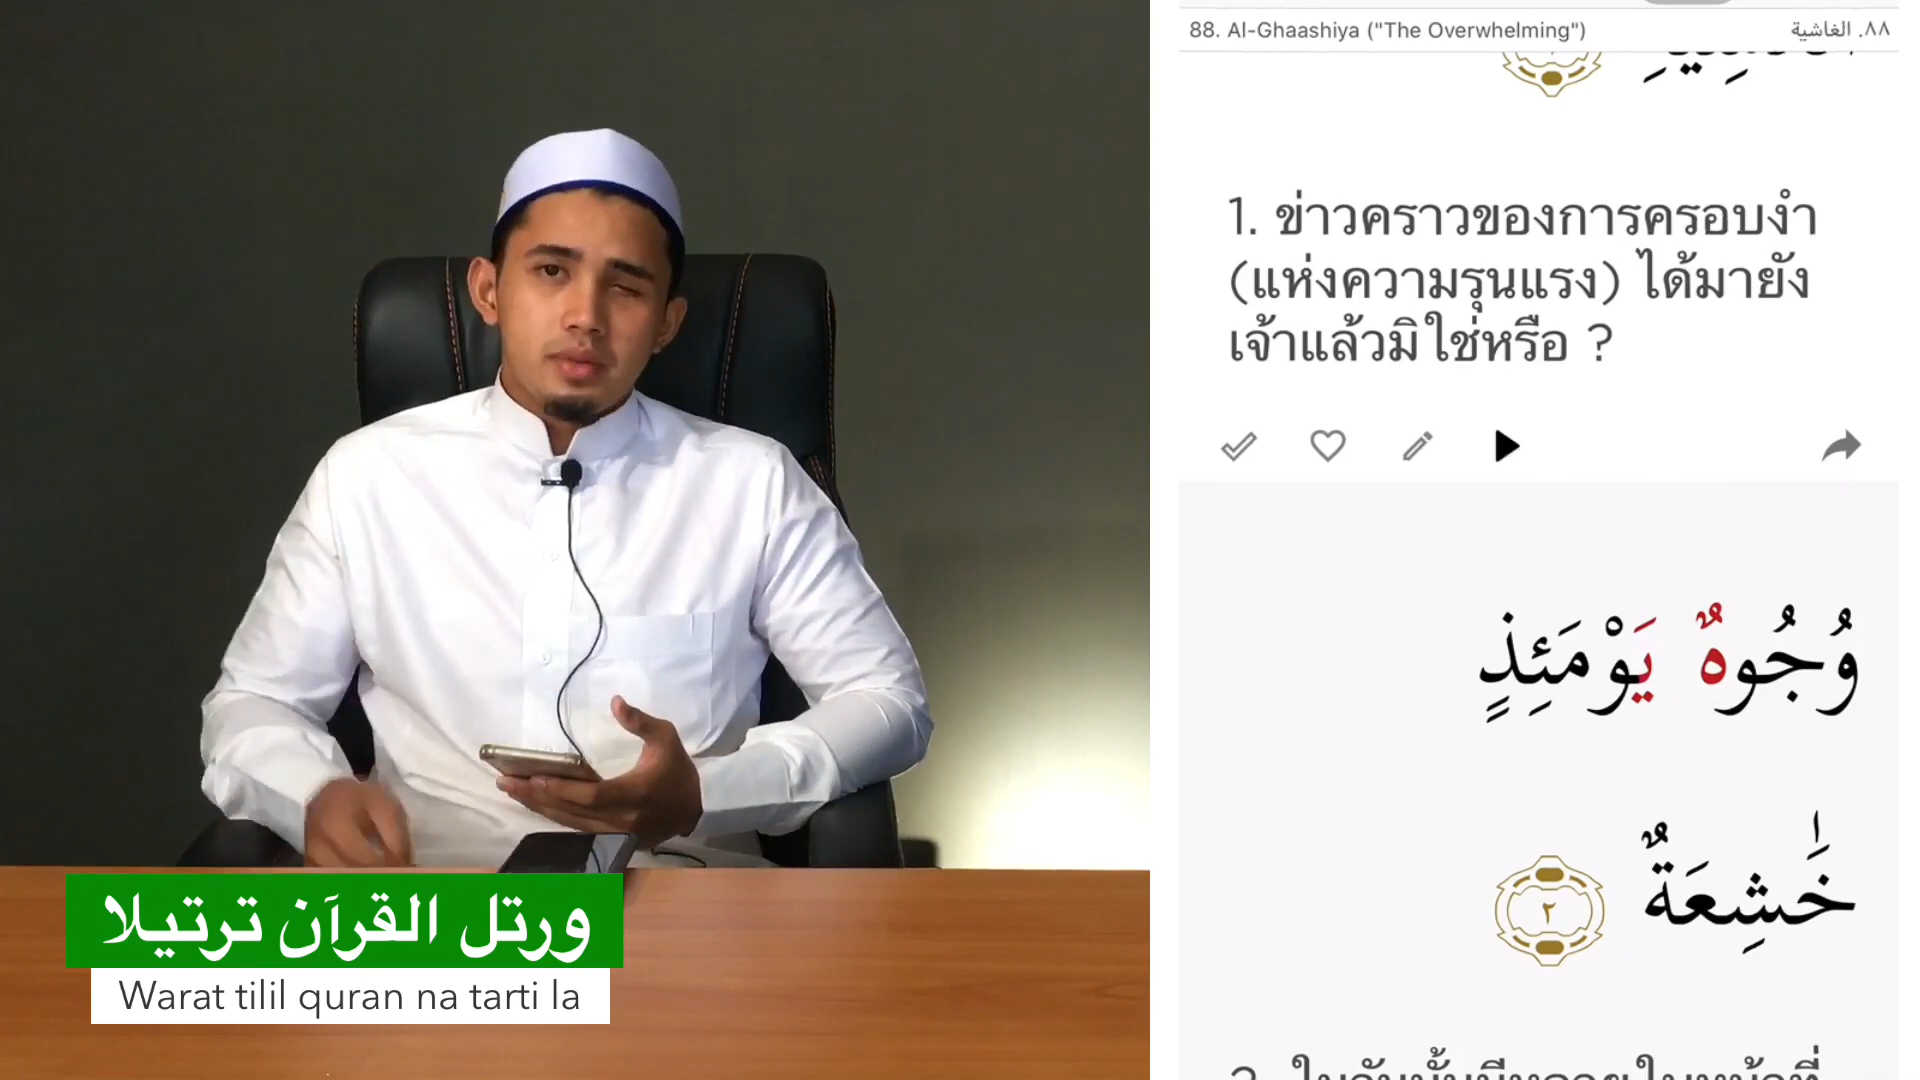 ورتل القرآن ترتيلا
Warat tilil quran na tarti la
88. Al-Ghaashiya ("The Overwhelming")
٨٨. الغاشية
1. ข่าวคราวของการครอบงำ
(แห่งความรุนแรง) ได้มายัง
เจ้าแล้วมิใช่หรือ ?
وُجُوهٌ يَوْمَئِذٍ
خَٰشِعَةٌ ٢